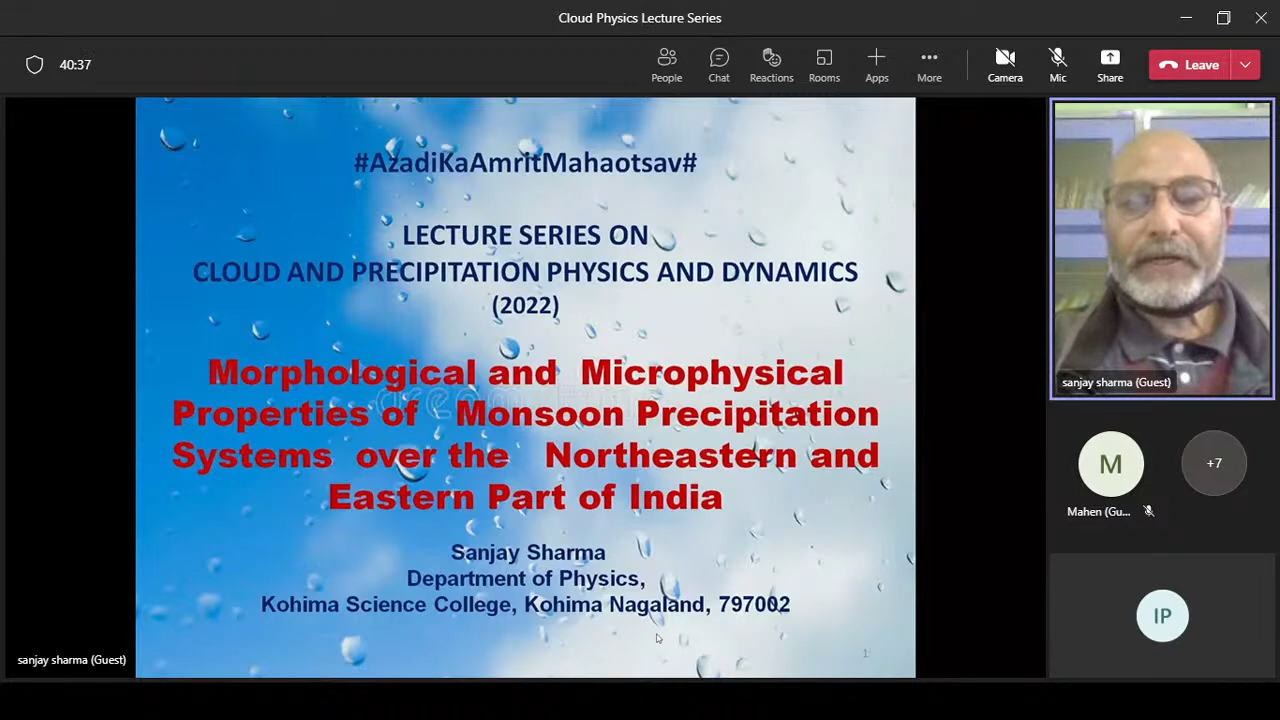 Cloud Physics Lecture Series
40:37
People
Chat
Reactions
Rooms
Apps
More
Camera
Mic
Share
Leave
#AzadiKaAmritMahaotsav#
LECTURE SERIES ON
CLOUD AND PRECIPITATION PHYSICS AND DYNAMICS
(2022)
Morphological and Microphysical
Properties of Monsoon Precipitation
Systems over the Northeastern and
Eastern Part of India
Sanjay Sharma
Department of Physics,
Kohima Science College, Kohima Nagaland, 797002
1
sanjay sharma (Guest)
sanjay sharma (Guest)
M
+7
Mahen (Gu...
IP